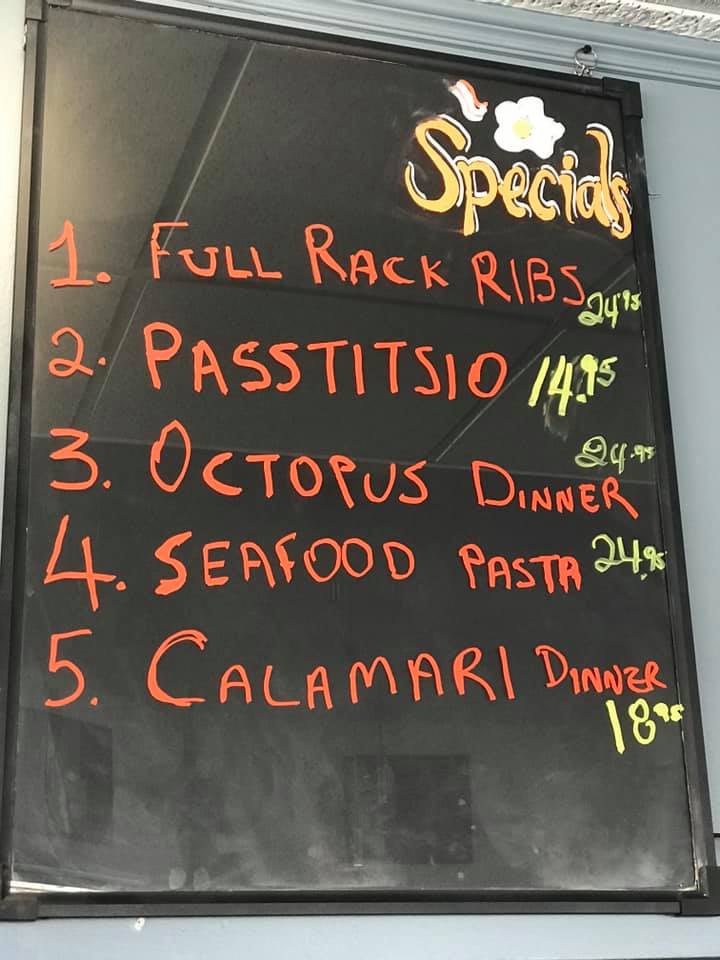 Specials
1. FULL RACK RIBS 24.95
2. PASSTITSIO 14.95
3. OCTOPUS DINNER 24.95
4. SEAFOOD PASTA 24.95
5. CALAMARI DINNER
18.95